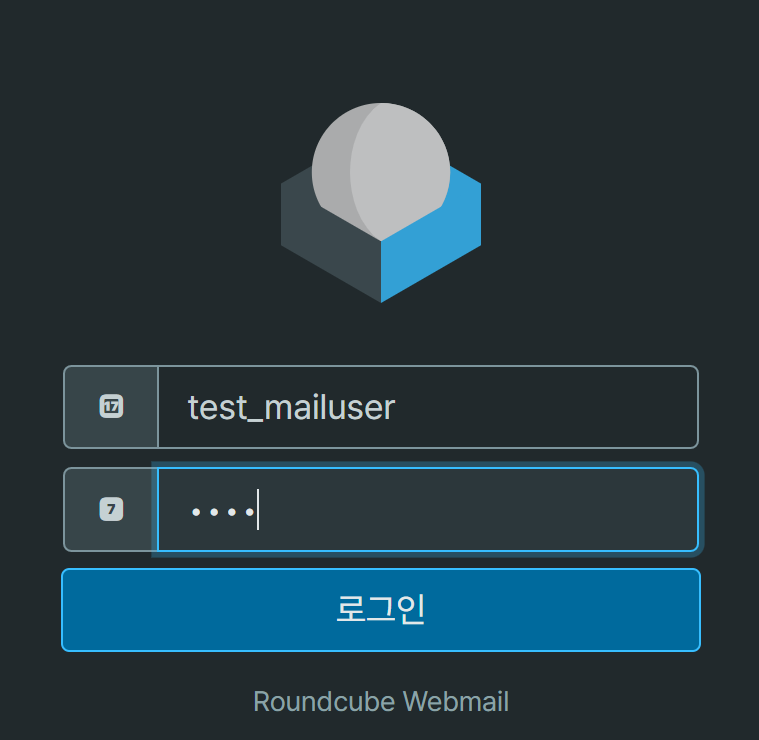 17
test_mailuser
7
••••
로그인
Roundcube Webmail